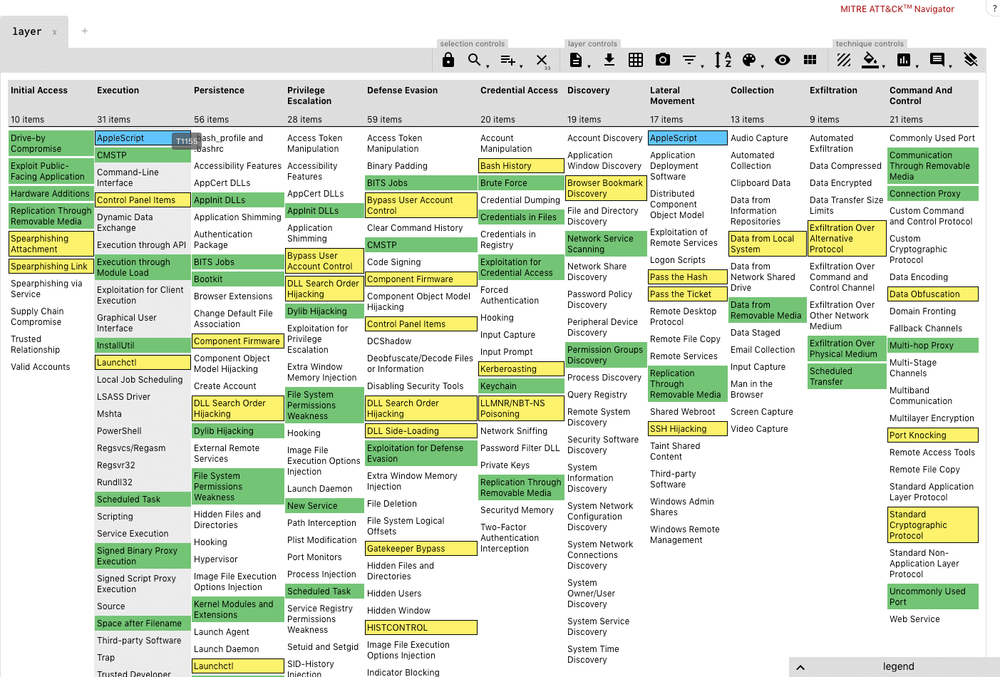 MITRE ATT&CK™ Navigator
?
layer x +
selection controls
layer controls
technique controls
33
A
Z
Initial Access
10 items
Drive-by
Compromise
Exploit Public-
Facing Application
Hardware Additions
Replication Through
Removable Media
Spearphishing
Attachment
Spearphishing Link
Spearphishing via
Service
Supply Chain
Compromise
Trusted
Relationship
Valid Accounts
Execution
31 items
AppleScript
T1155
CMSTP
Command-Line
Interface
Control Panel Items
Dynamic Data
Exchange
Execution through API
Execution through
Module Load
Exploitation for Client
Execution
Graphical User
Interface
InstallUtil
Launchctl
Local Job Scheduling
LSASS Driver
Mshta
PowerShell
Regsvcs/Regasm
Regsvr32
Rundll32
Scheduled Task
Scripting
Service Execution
Signed Binary Proxy
Execution
Signed Script Proxy
Execution
Source
Space after Filename
Third-party Software
Trap
Trusted Developer
Persistence
56 items
.bash_profile and
.bashrc
Accessibility Features
AppCert DLLs
AppInit DLLs
Application Shimming
Authentication
Package
BITS Jobs
Bootkit
Browser Extensions
Change Default File
Association
Component Firmware
Component Object
Model Hijacking
Create Account
DLL Search Order
Hijacking
Dylib Hijacking
External Remote
Services
File System
Permissions
Weakness
Hidden Files and
Directories
Hooking
Hypervisor
Image File Execution
Options Injection
Kernel Modules and
Extensions
Launch Agent
Launch Daemon
Launchctl
Privilege
Escalation
28 items
Access Token
Manipulation
Accessibility
Features
AppCert DLLs
AppInit DLLs
Application
Shimming
Bypass User
Account Control
DLL Search Order
Hijacking
Dylib Hijacking
Exploitation for
Privilege
Escalation
Extra Window
Memory Injection
File System
Permissions
Weakness
Hooking
Image File
Execution Options
Injection
Launch Daemon
New Service
Path Interception
Plist Modification
Port Monitors
Process Injection
Scheduled Task
Service Registry
Permissions
Weakness
Setuid and Setgid
SID-History
Injection
Defense Evasion
59 items
Access Token
Manipulation
Binary Padding
BITS Jobs
Bypass User Account
Control
Clear Command History
CMSTP
Code Signing
Component Firmware
Component Object Model
Hijacking
Control Panel Items
DCShadow
Deobfuscate/Decode Files
or Information
Disabling Security Tools
DLL Search Order
Hijacking
DLL Side-Loading
Exploitation for Defense
Evasion
Extra Window Memory
Injection
File Deletion
File System Logical
Offsets
Gatekeeper Bypass
Hidden Files and
Directories
Hidden Users
Hidden Window
HISTCONTROL
Image File Execution
Options Injection
Indicator Blocking
Credential Access
20 items
Account
Manipulation
Bash History
Brute Force
Credential Dumping
Credentials in Files
Credentials in
Registry
Exploitation for
Credential Access
Forced
Authentication
Hooking
Input Capture
Input Prompt
Kerberoasting
Keychain
LLMNR/NBT-NS
Poisoning
Network Sniffing
Password Filter DLL
Private Keys
Replication Through
Removable Media
Securityd Memory
Two-Factor
Authentication
Interception
Discovery
19 items
Account Discovery
Application
Window Discovery
Browser Bookmark
Discovery
File and Directory
Discovery
Network Service
Scanning
Network Share
Discovery
Password Policy
Discovery
Peripheral Device
Discovery
Permission Groups
Discovery
Process Discovery
Query Registry
Remote System
Discovery
Security Software
Discovery
System
Information
Discovery
System Network
Configuration
Discovery
System Network
Connections
Discovery
System
Owner/User
Discovery
System Service
Discovery
System Time
Discovery
Lateral
Movement
17 items
AppleScript
Application
Deployment
Software
Distributed
Component
Object Model
Exploitation of
Remote Services
Logon Scripts
Pass the Hash
Pass the Ticket
Remote Desktop
Protocol
Remote File Copy
Remote Services
Replication
Through
Removable Media
Shared Webroot
SSH Hijacking
Taint Shared
Content
Third-party
Software
Windows Admin
Shares
Windows Remote
Management
Collection
13 items
Audio Capture
Automated
Collection
Clipboard Data
Data from
Information
Repositories
Data from Local
System
Data from
Network Shared
Drive
Data from
Removable Media
Data Staged
Email Collection
Input Capture
Man in the
Browser
Screen Capture
Video Capture
Exfiltration
9 items
Automated
Exfiltration
Data Compressed
Data Encrypted
Data Transfer Size
Limits
Exfiltration Over
Alternative
Protocol
Exfiltration Over
Command and
Control Channel
Exfiltration Over
Other Network
Medium
Exfiltration Over
Physical Medium
Scheduled
Transfer
Command And
Control
21 items
Commonly Used Port
Communication
Through Removable
Media
Connection Proxy
Custom Command
and Control Protocol
Custom
Cryptographic
Protocol
Data Encoding
Data Obfuscation
Domain Fronting
Fallback Channels
Multi-hop Proxy
Multi-Stage
Channels
Multiband
Communication
Multilayer Encryption
Port Knocking
Remote Access Tools
Remote File Copy
Standard Application
Layer Protocol
Standard
Cryptographic
Protocol
Standard Non-
Application Layer
Protocol
Uncommonly Used
Port
Web Service
legend